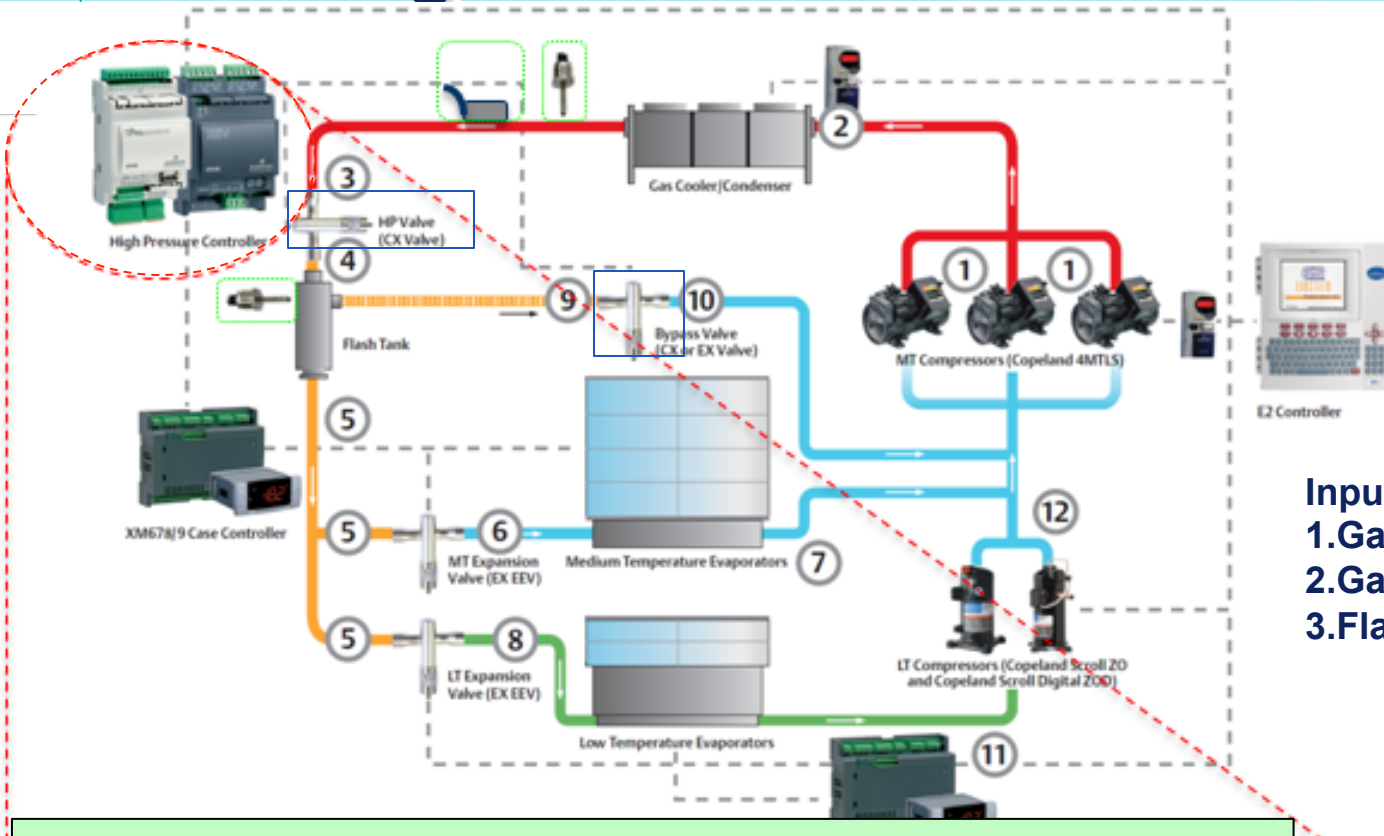 2
Gas Cooler/Condenser
3
HP Valve
(CX Valve)
High Pressure Controller
4
1
1
9
10
Bypass Valve
(CX or EX Valve)
Flash Tank
MT Compressors (Copeland 4MTLS)
E2 Controller
5
XM678/9 Case Controller
5
6
MT Expansion
Valve (EX EEV)
Medium Temperature Evaporators
7
12
Inpu
1.Ga
2.Ga
3.Fla
5
8
LT Expansion
Valve (EX EEV)
LT Compressors (Copeland Scroll ZO
and Copeland Scroll Digital ZOD)
Low Temperature Evaporators
11